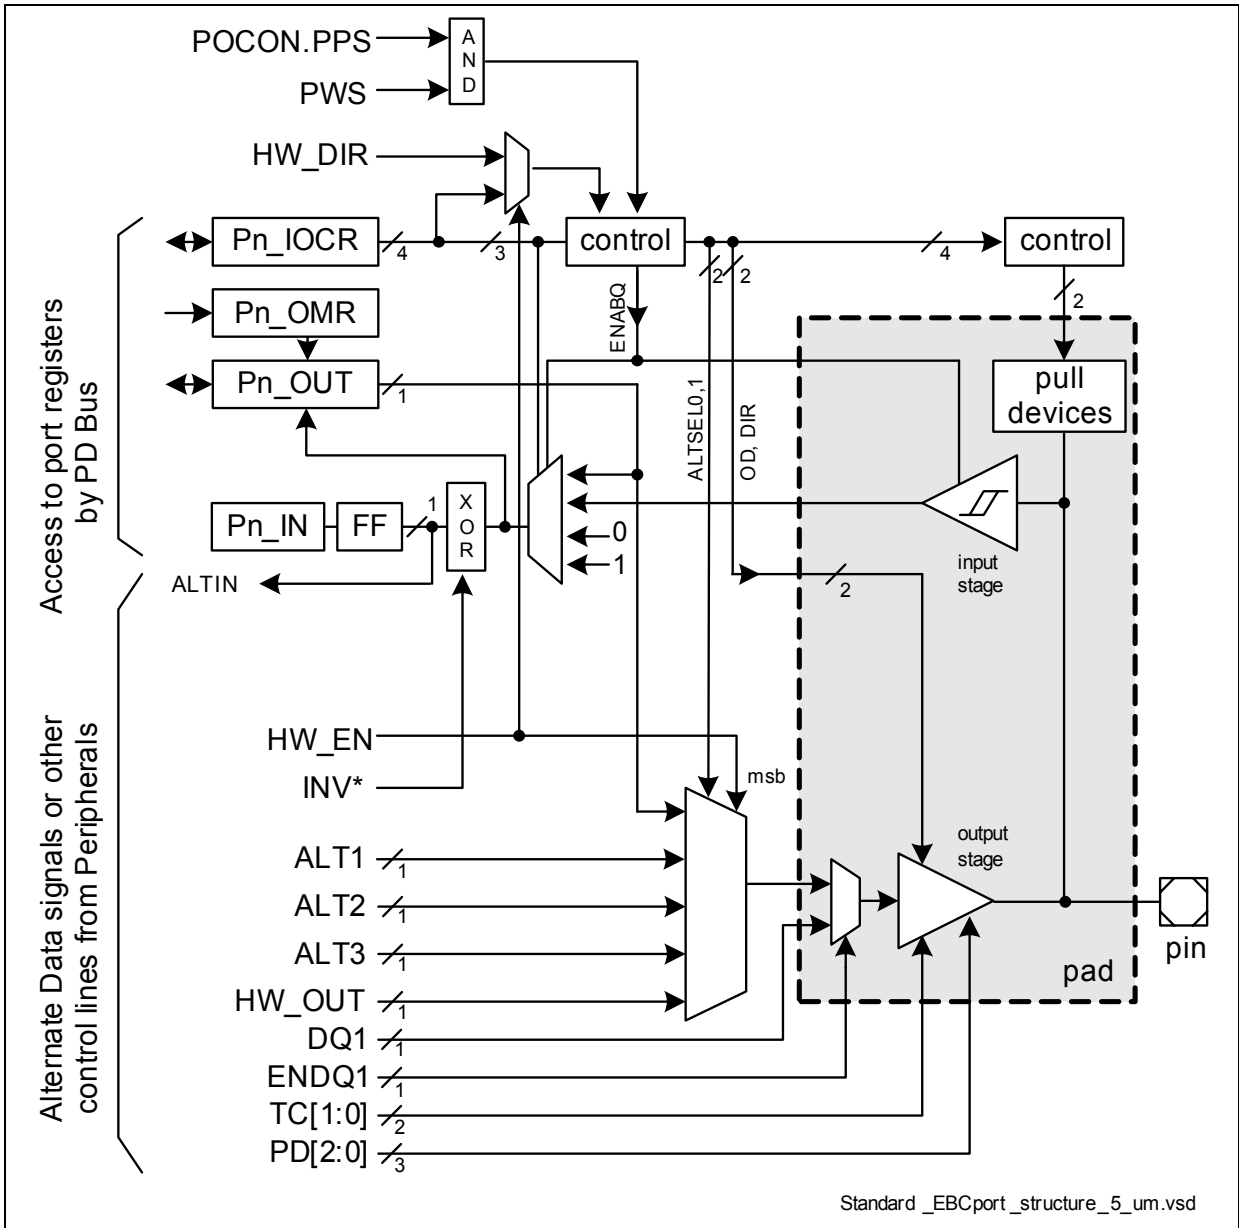 POCON.PPS
AND
PWS
HW_DIR
Access to port registers
by PD Bus
Pn_IOCR
4
3
control
2
2
4
control
2
Pn_OMR
ENABQ
Pn_OUT
1
pull
devices
ALTSEL0,1
OD, DIR
XOR
Pn_IN
FF
1
0
1
input
stage
ALTIN
2
Alternate Data signals or other
control lines from Peripherals
HW_EN
INV*
msb
output
stage
ALT1
1
ALT2
1
ALT3
1
HW_OUT
1
pin
pad
DQ1
1
ENDQ1
1
TC[1:0]
2
PD[2:0]
3
Standard _EBCport _structure_5_um.vsd